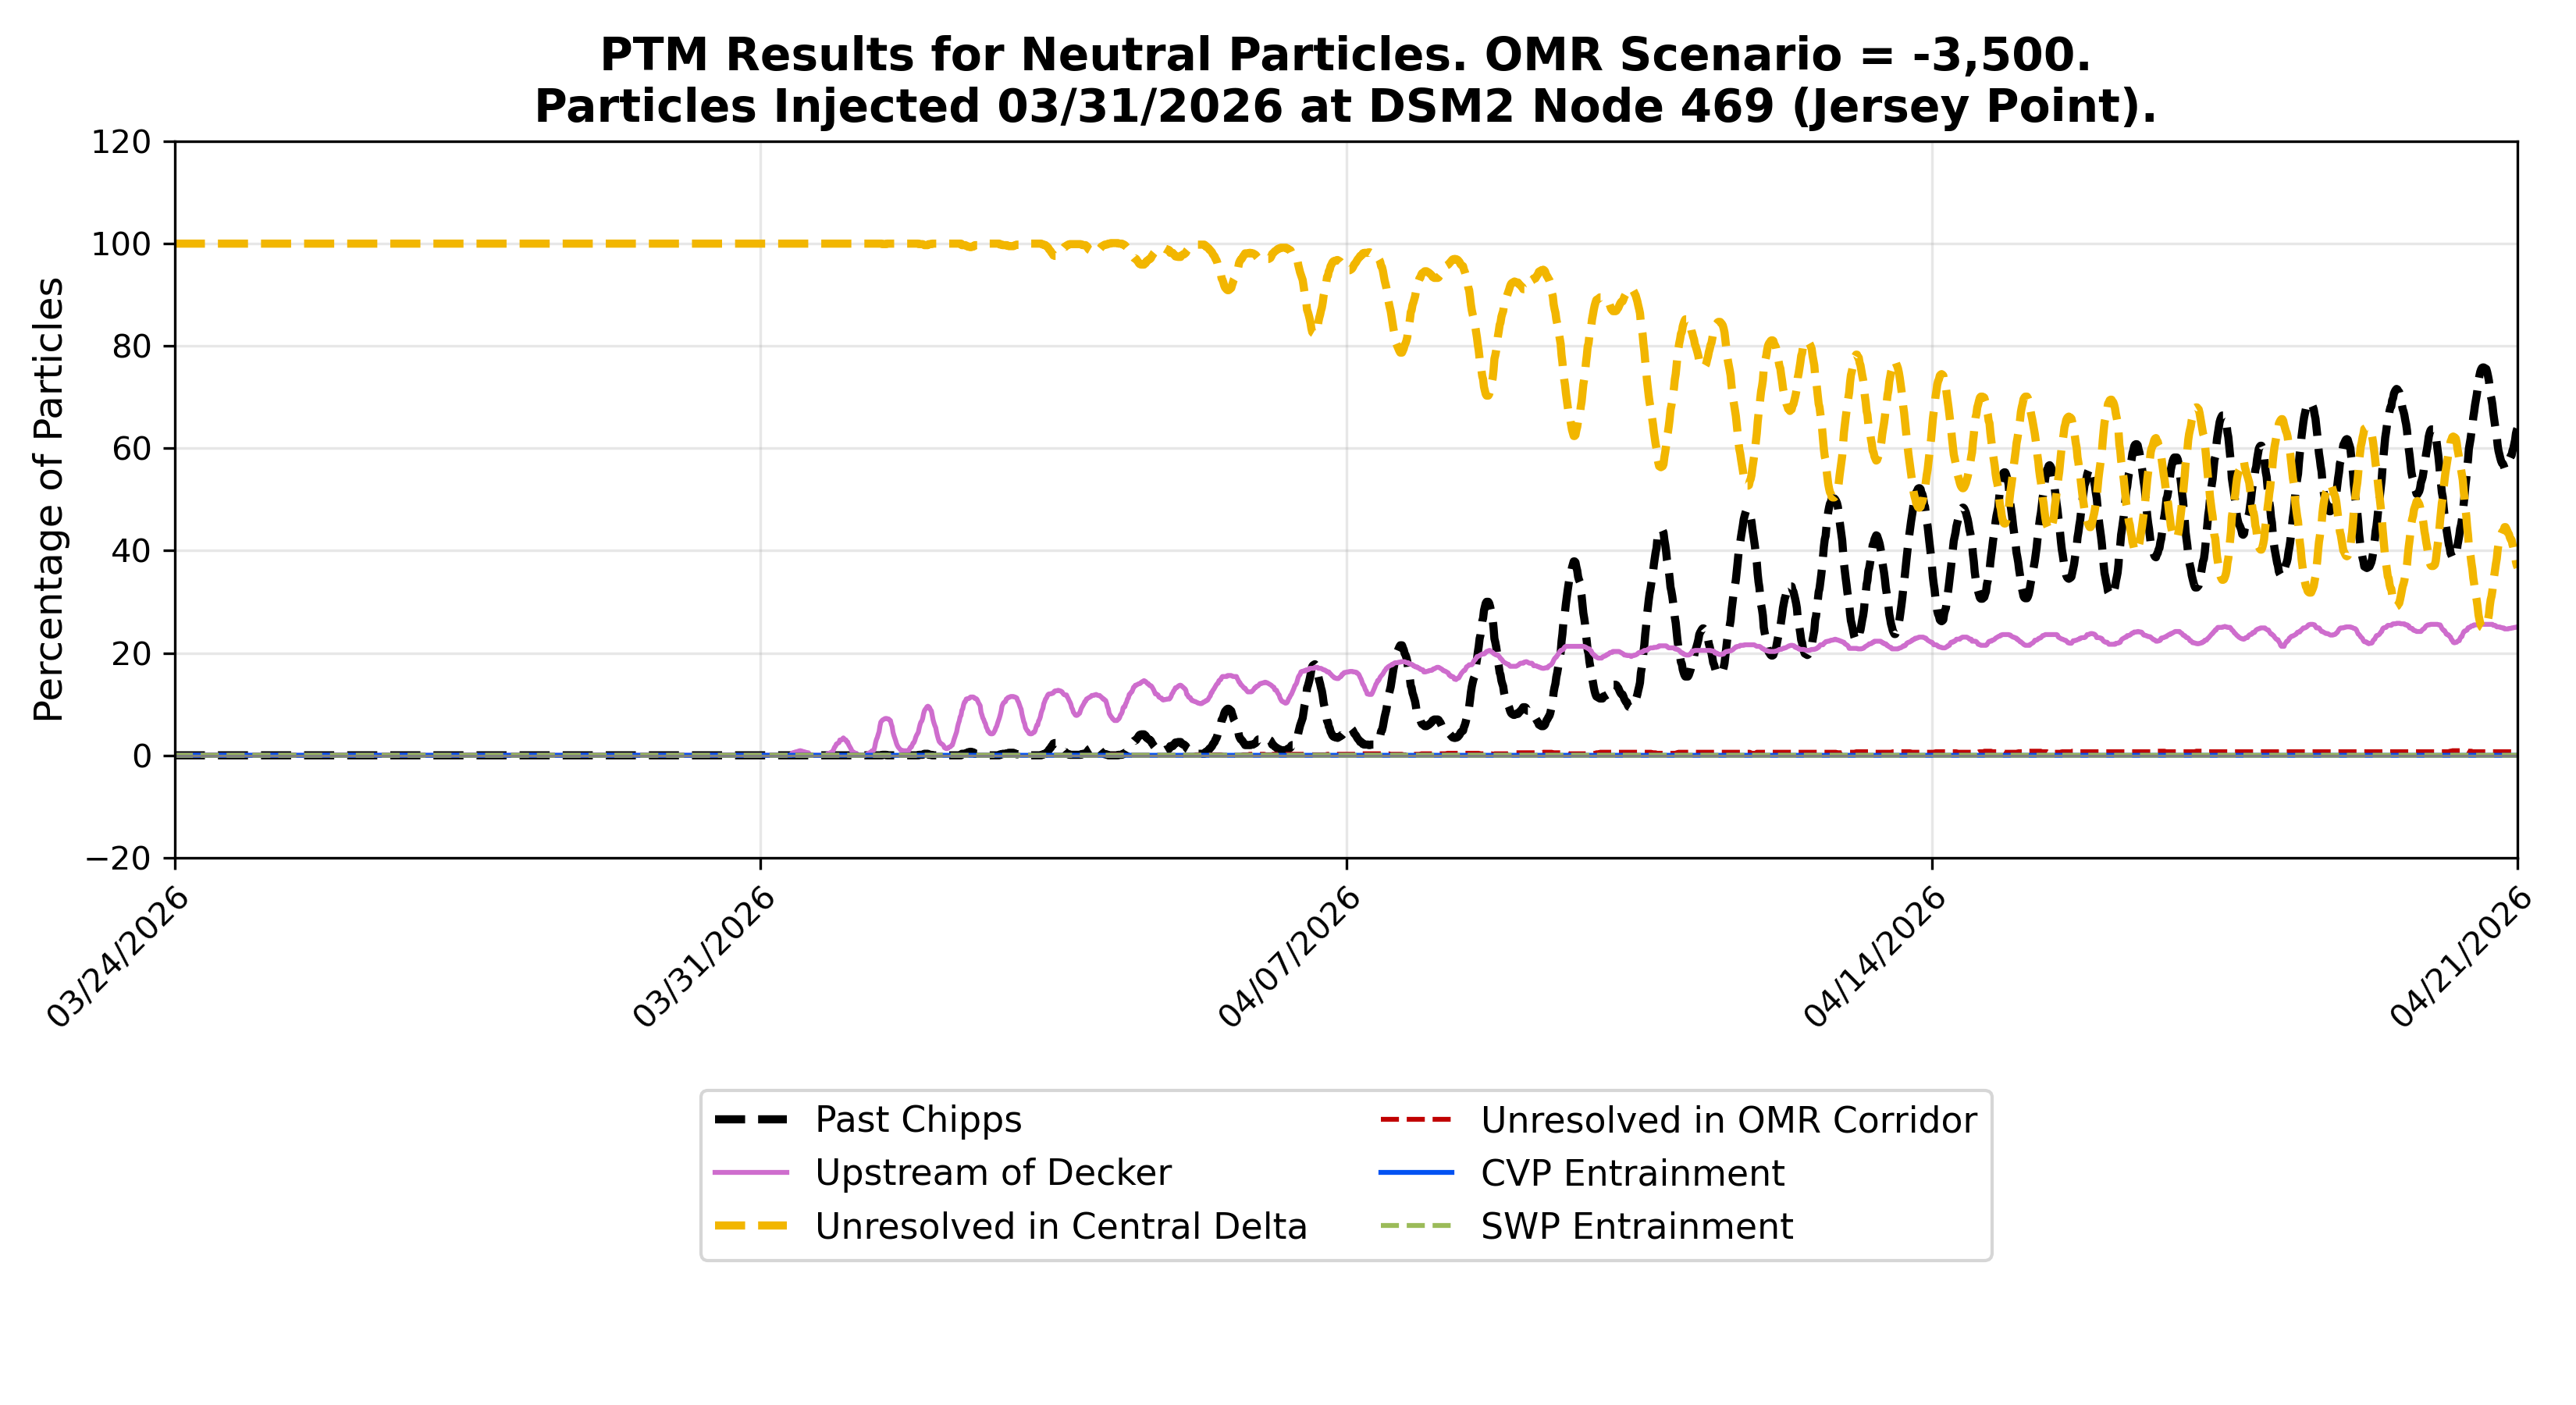 PTM Results for Neutral Particles. OMR Scenario = -3,500.
Particles Injected 03/31/2026 at DSM2 Node 469 (Jersey Point).
Percentage of Particles
120
100
80
60
40
20
0
−20
03/24/2026
03/31/2026
04/07/2026
04/14/2026
04/21/2026
Past Chipps
Upstream of Decker
Unresolved in Central Delta
Unresolved in OMR Corridor
CVP Entrainment
SWP Entrainment